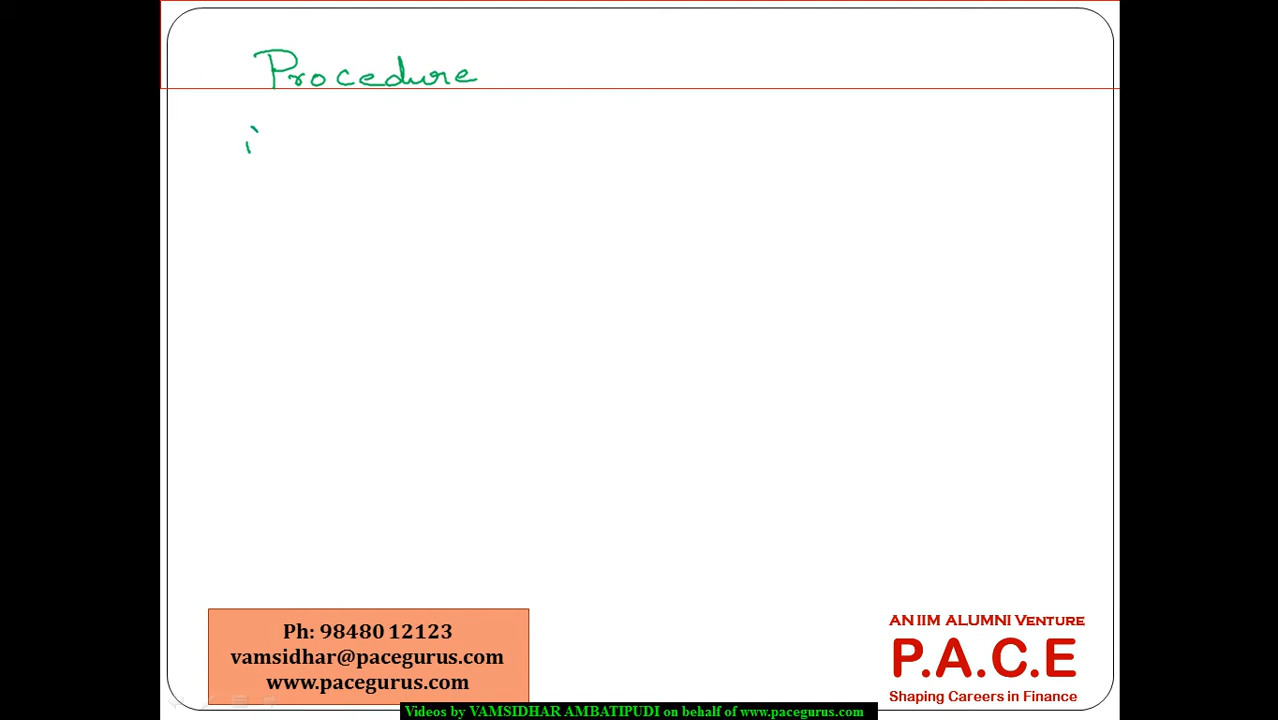 Procedure
i)
Ph: 98480 12123
vamsidhar@pacegurus.com
www.pacegurus.com
AN IIM ALUMNI VENTURE
P.A.C.E
Shaping Careers in Finance
Videos by VAMSIDHAR AMBATIPUDI on behalf of www.pacegurus.com